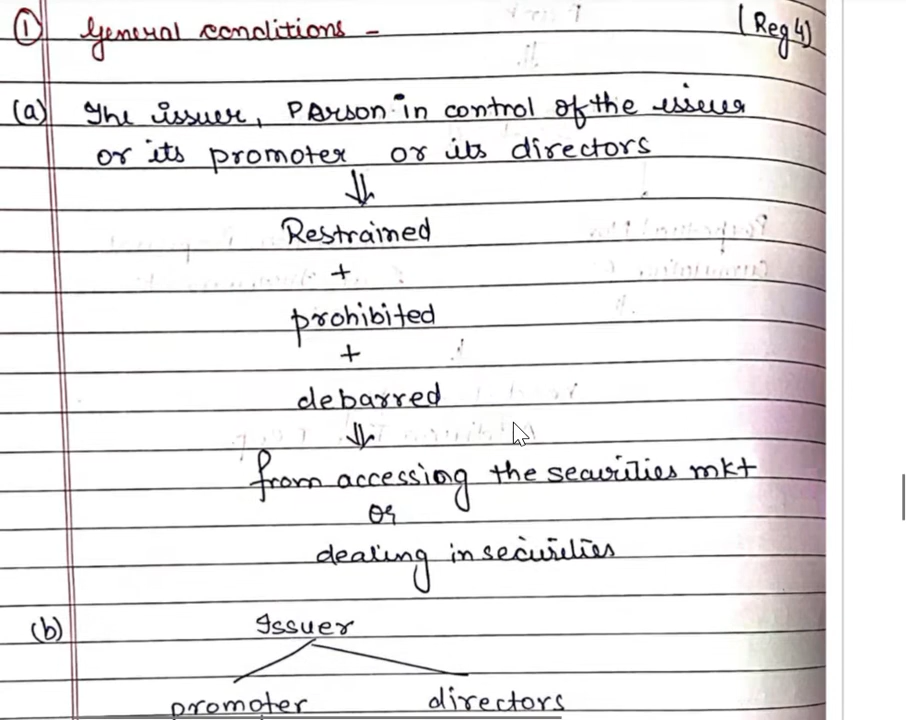 ① General conditions - (Reg 4)
(a) The issuer, Person in control of the issuer
or its promoter or its directors
⇓
Restrained
+
prohibited
+
debarred
⇓
from accessing the securities mkt
or
dealing in securities
(b) Issuer
promoter directors